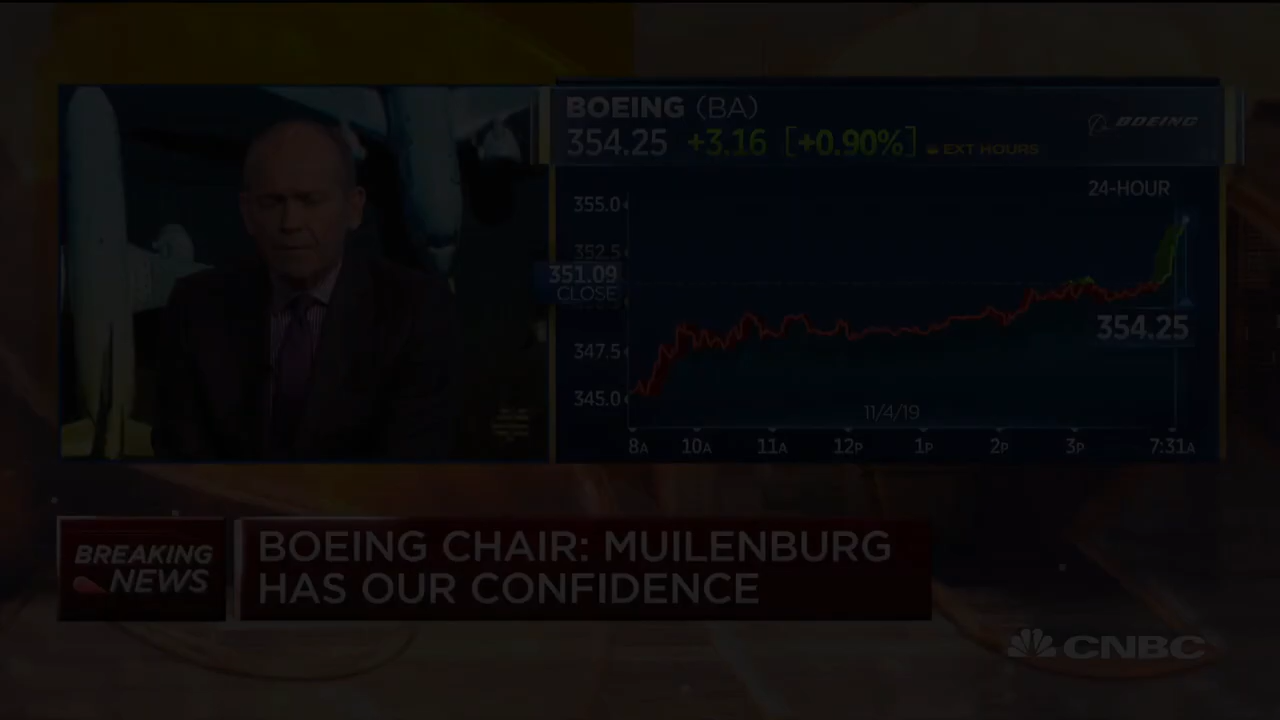 BOEING (BA)
354.25 +3.16 [+0.90%] EXT HOURS
BOEING
24-HOUR
355.0
352.5
351.09
CLOSE
347.5
345.0
354.25
11/4/19
8A 10A 11A 12P 1P 2P 3P 7:31A
BREAKING
NEWS
BOEING CHAIR: MUILENBURG
HAS OUR CONFIDENCE
CNBC